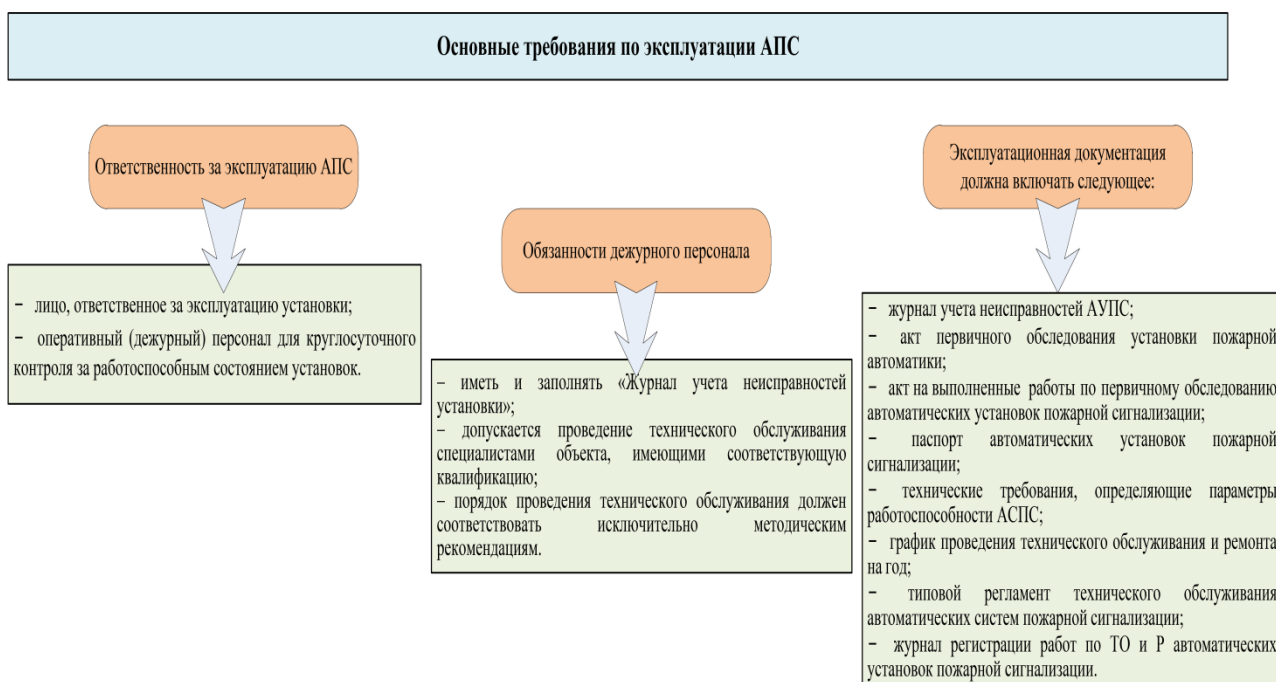 Основные требования по эксплуатации АПС
Ответственность за эксплуатацию АПС
– лицо, ответственное за эксплуатацию установки;
– оперативный (дежурный) персонал для круглосуточного
контроля за работоспособным состоянием установок.
Обязанности дежурного персонала
– иметь и заполнять «Журнал учета неисправностей
установки»;
– допускается проведение технического обслуживания
специалистами объекта, имеющими соответствующую
квалификацию;
– порядок проведения технического обслуживания должен
соответствовать исключительно методическим
рекомендациям.
Эксплуатационная документация
должна включать следующее:
– журнал учета неисправностей АУПС;
– акт первичного обследования установки пожарной
автоматики;
– акт на выполненные работы по первичному обследованию
автоматических установок пожарной сигнализации;
– паспорт автоматических установок пожарной
сигнализации;
– технические требования, определяющие параметры
работоспособности АСПС;
– график проведения технического обслуживания и ремонта
на год;
– типовой регламент технического обслуживания
автоматических систем пожарной сигнализации;
– журнал регистрации работ по ТО и Р автоматических
установок пожарной сигнализации.